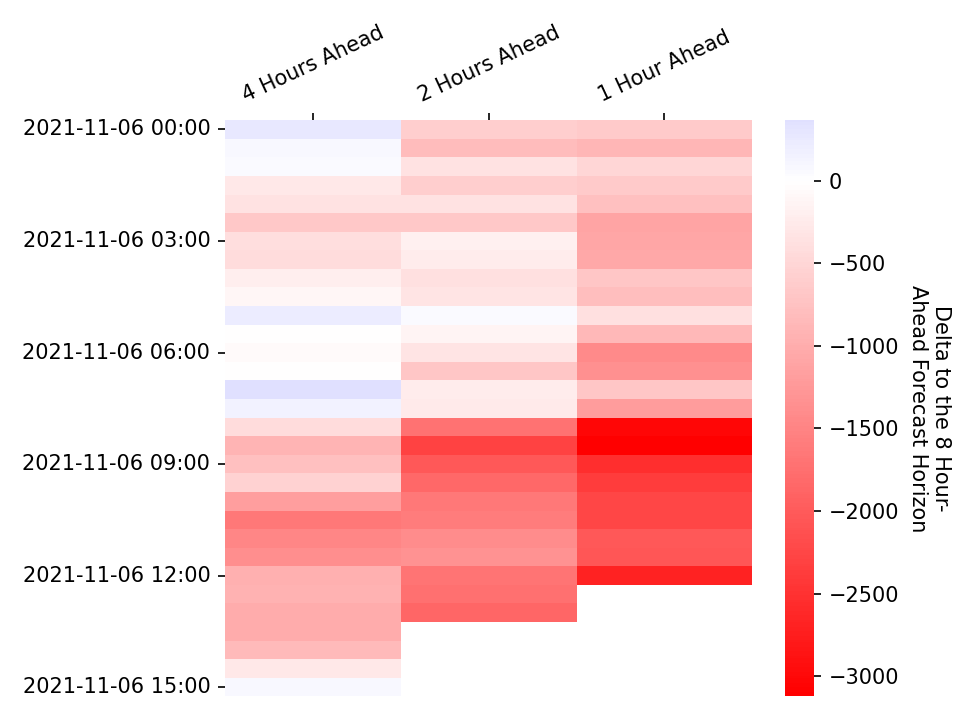 4 Hours Ahead
2 Hours Ahead
1 Hour Ahead
2021-11-06 00:00
2021-11-06 03:00
2021-11-06 06:00
2021-11-06 09:00
2021-11-06 12:00
2021-11-06 15:00
0
−500
−1000
−1500
−2000
−2500
−3000
Delta to the 8 Hour-
Ahead Forecast Horizon